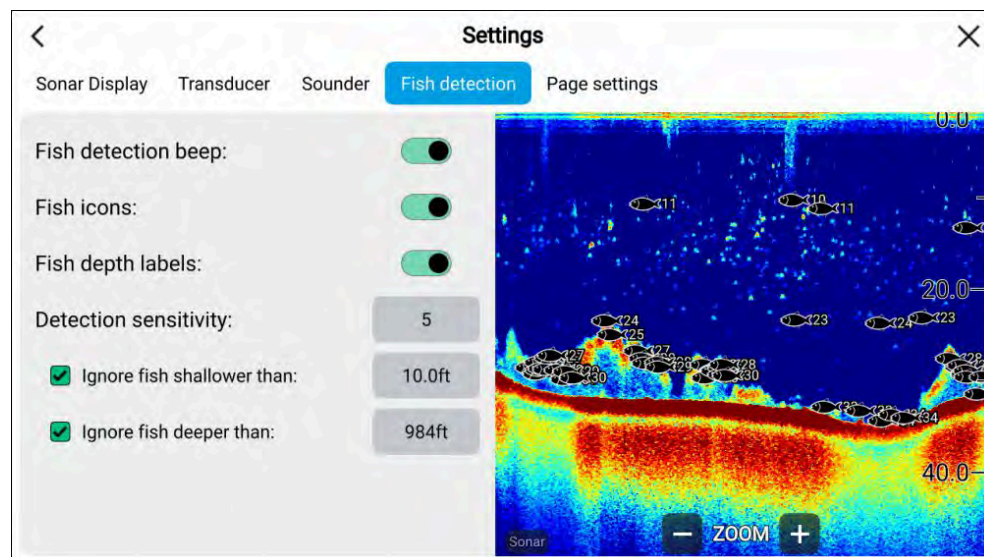 Settings
Sonar Display Transducer Sounder Fish detection Page settings
Fish detection beep:
Fish icons:
Fish depth labels:
Detection sensitivity: 5
Ignore fish shallower than: 10.0ft
Ignore fish deeper than: 984ft
0.0
11 10 11
20.0
24 23 24 23
25
27 27 28 28
29
30 30
34
40.0
ZOOM
Sonar